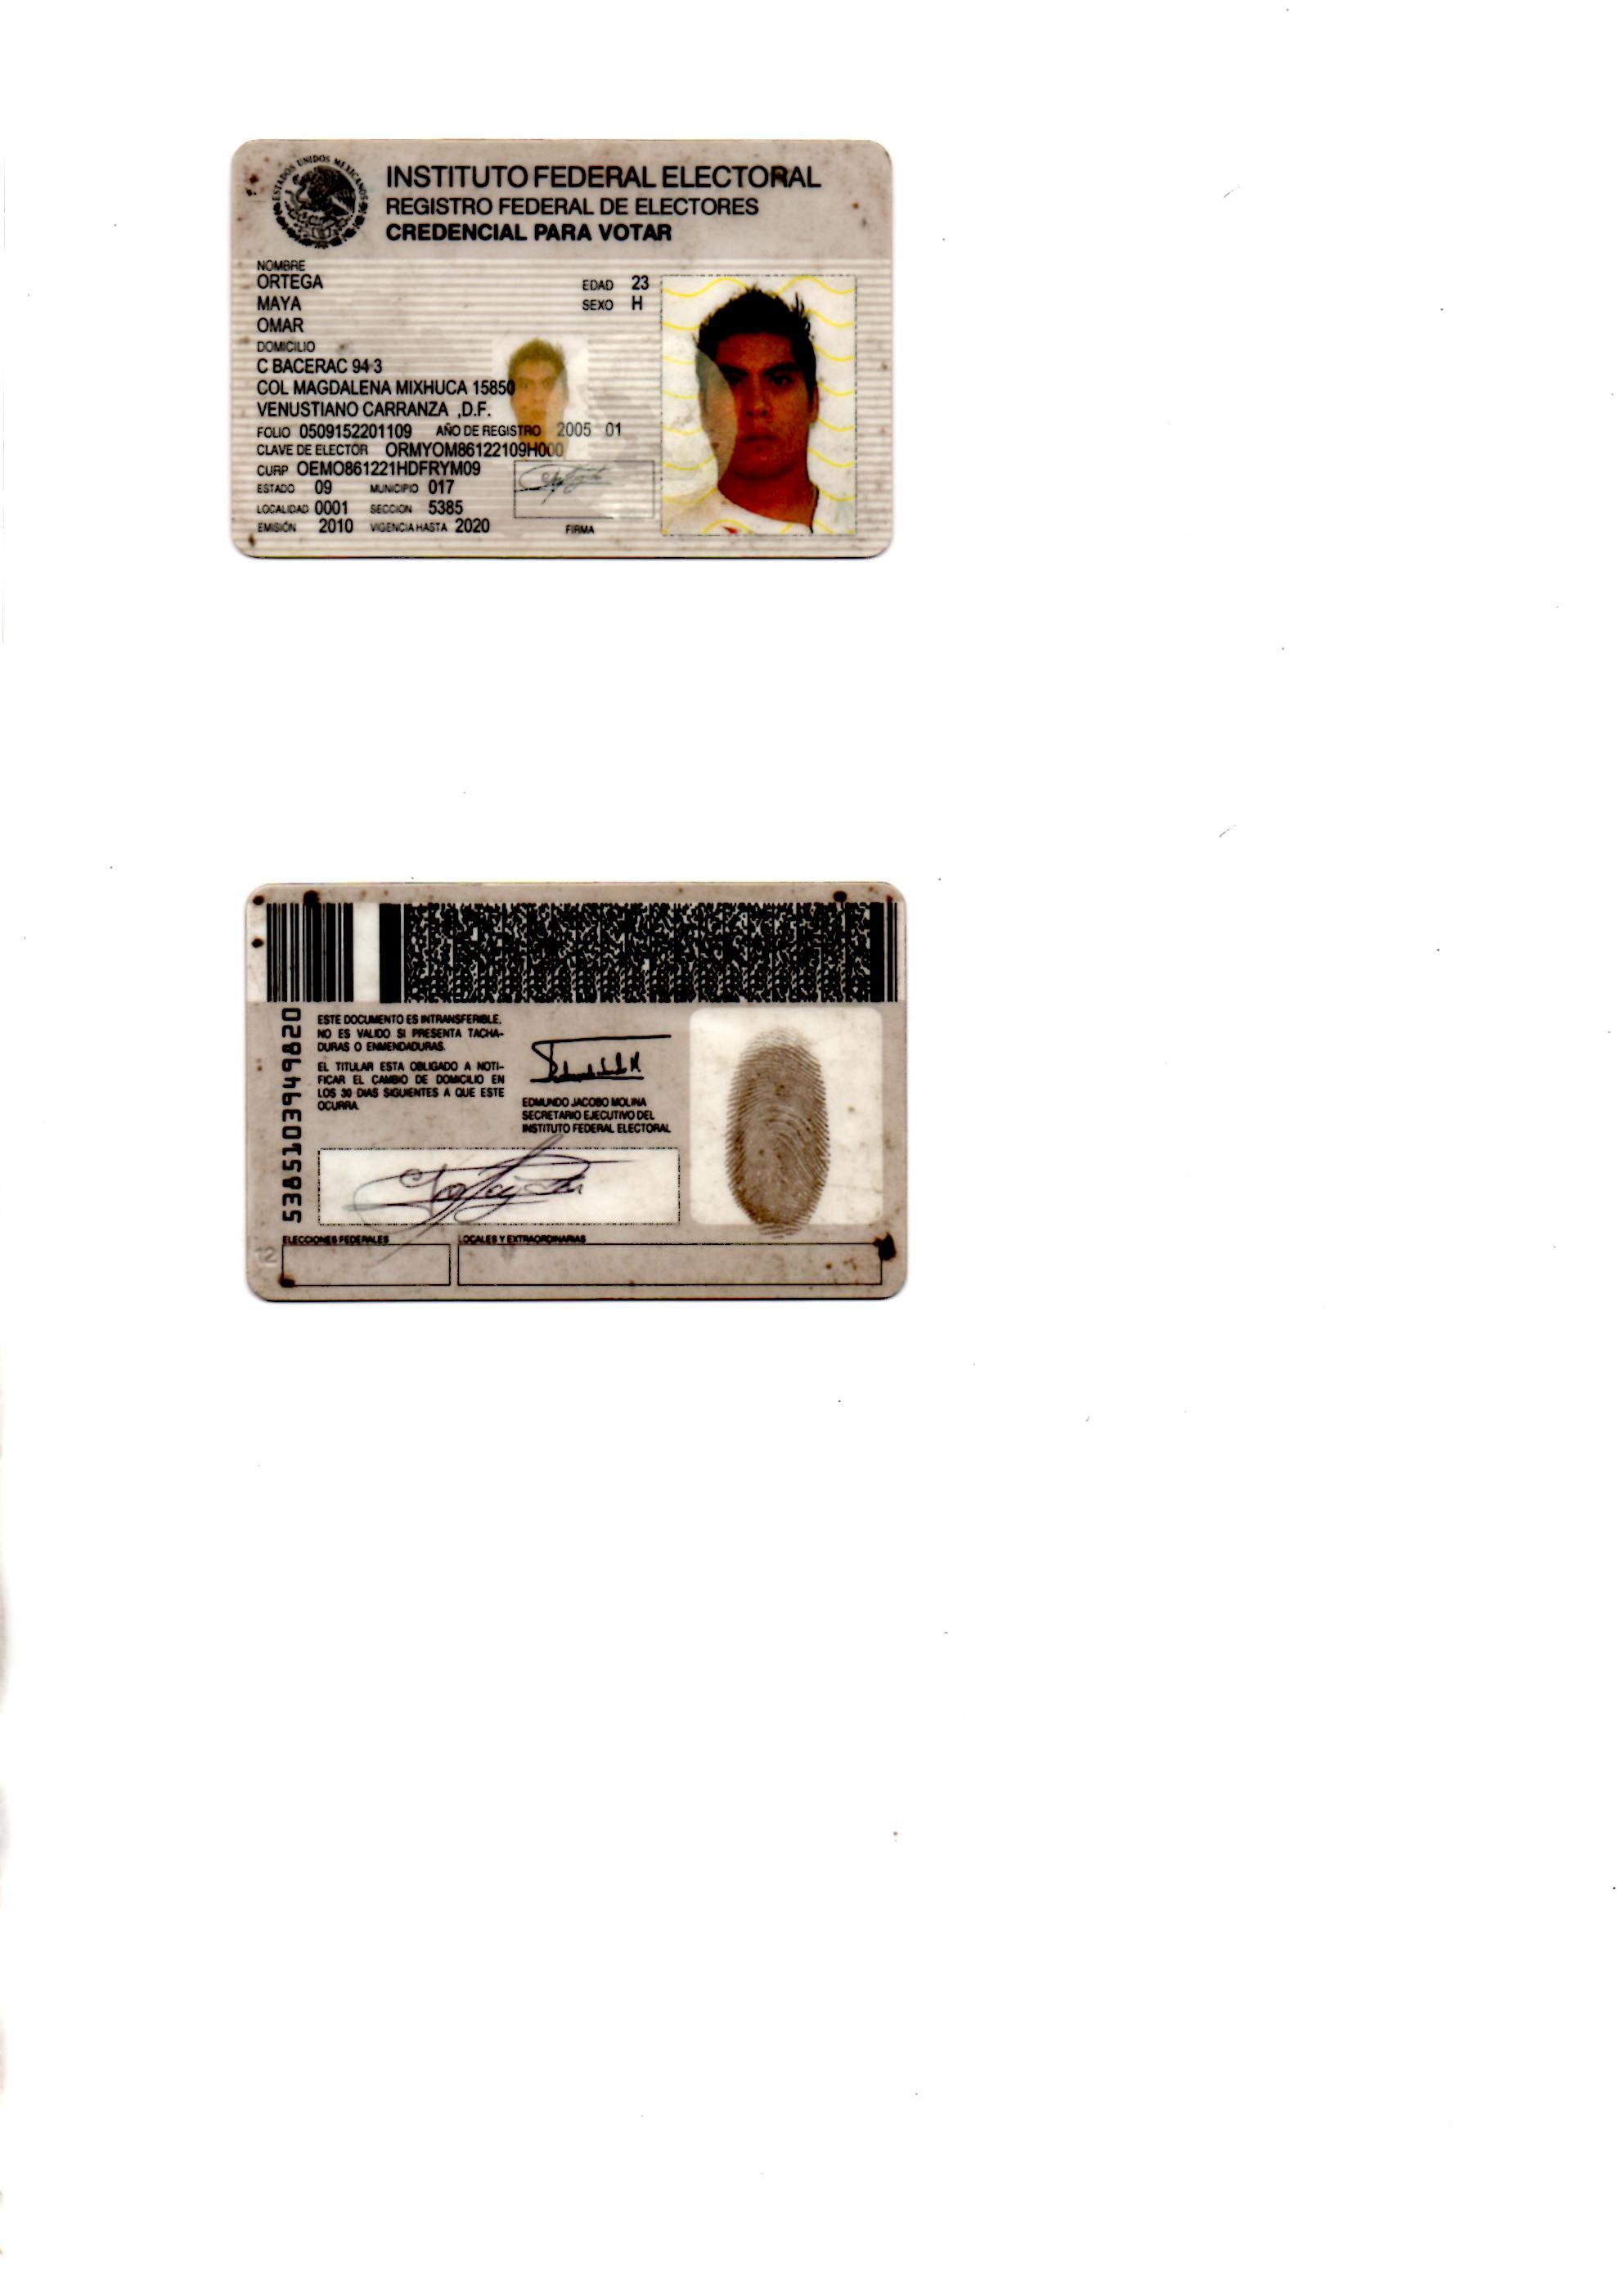 ESTADOS UNIDOS MEXICANOS
INSTITUTO FEDERAL ELECTORAL
REGISTRO FEDERAL DE ELECTORES
CREDENCIAL PARA VOTAR
NOMBRE
ORTEGA
MAYA
OMAR
EDAD 23
SEXO H
DOMICILIO
C BACERAC 94 3
COL MAGDALENA MIXHUCA 15850
VENUSTIANO CARRANZA ,D.F.
FOLIO 0509152201109 AÑO DE REGISTRO 2005 01
CLAVE DE ELECTOR ORMYOM86122109H000
CURP OEMO861221HDFRYM09
ESTADO 09 MUNICIPIO 017
LOCALIDAD 0001 SECCION 5385
EMISIÓN 2010 VIGENCIA HASTA 2020
FIRMA
5385103949820
ESTE DOCUMENTO ES INTRANSFERIBLE,
NO ES VALIDO SI PRESENTA TACHA-
DURAS O ENMENDADURAS.
EL TITULAR ESTA OBLIGADO A NOTI-
FICAR EL CAMBIO DE DOMICILIO EN
LOS 30 DIAS SIGUIENTES A QUE ESTE
OCURRA.
EDMUNDO JACOBO MOLINA
SECRETARIO EJECUTIVO DEL
INSTITUTO FEDERAL ELECTORAL
ELECCIONES FEDERALES
LOCALES Y EXTRAORDINARIAS
12